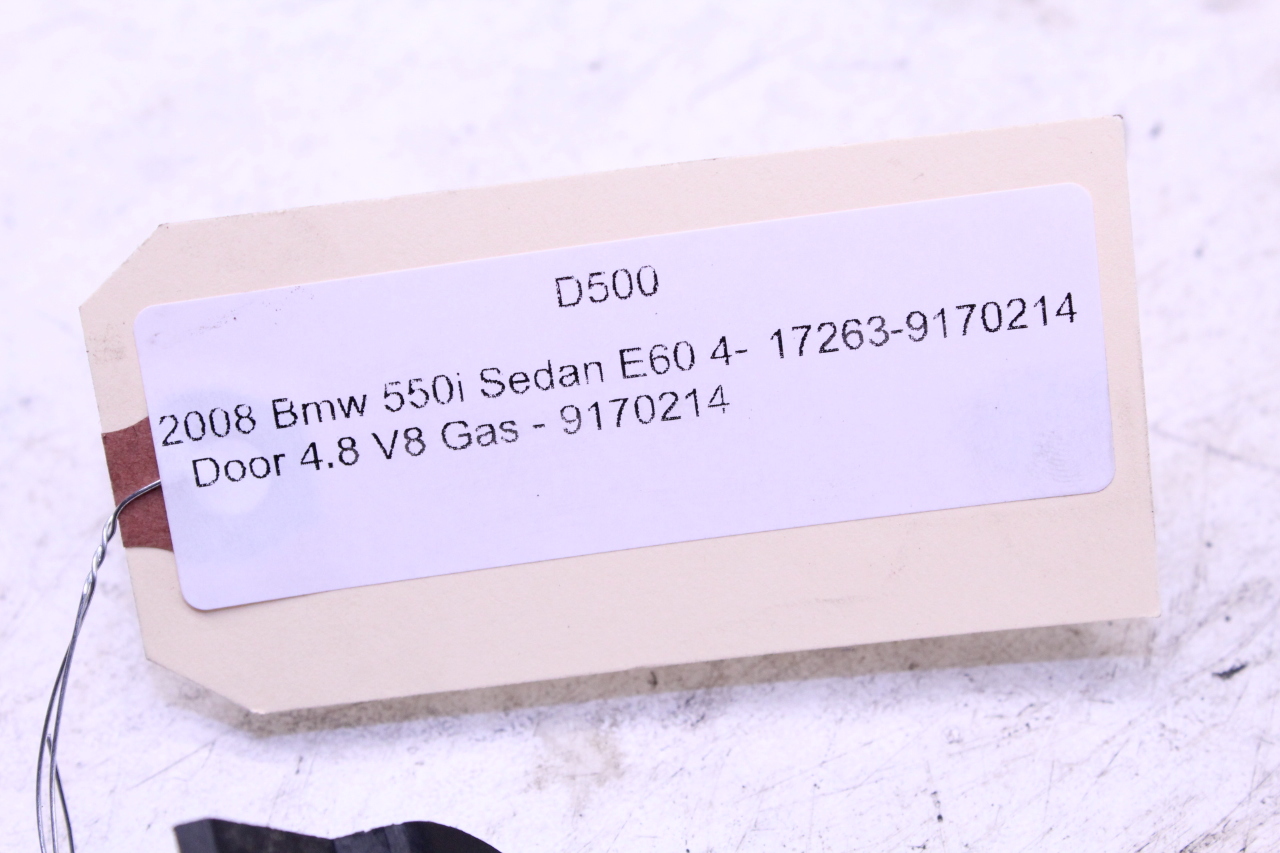 D500
2008 Bmw 550i Sedan E60 4- 17263-9170214
Door 4.8 V8 Gas - 9170214